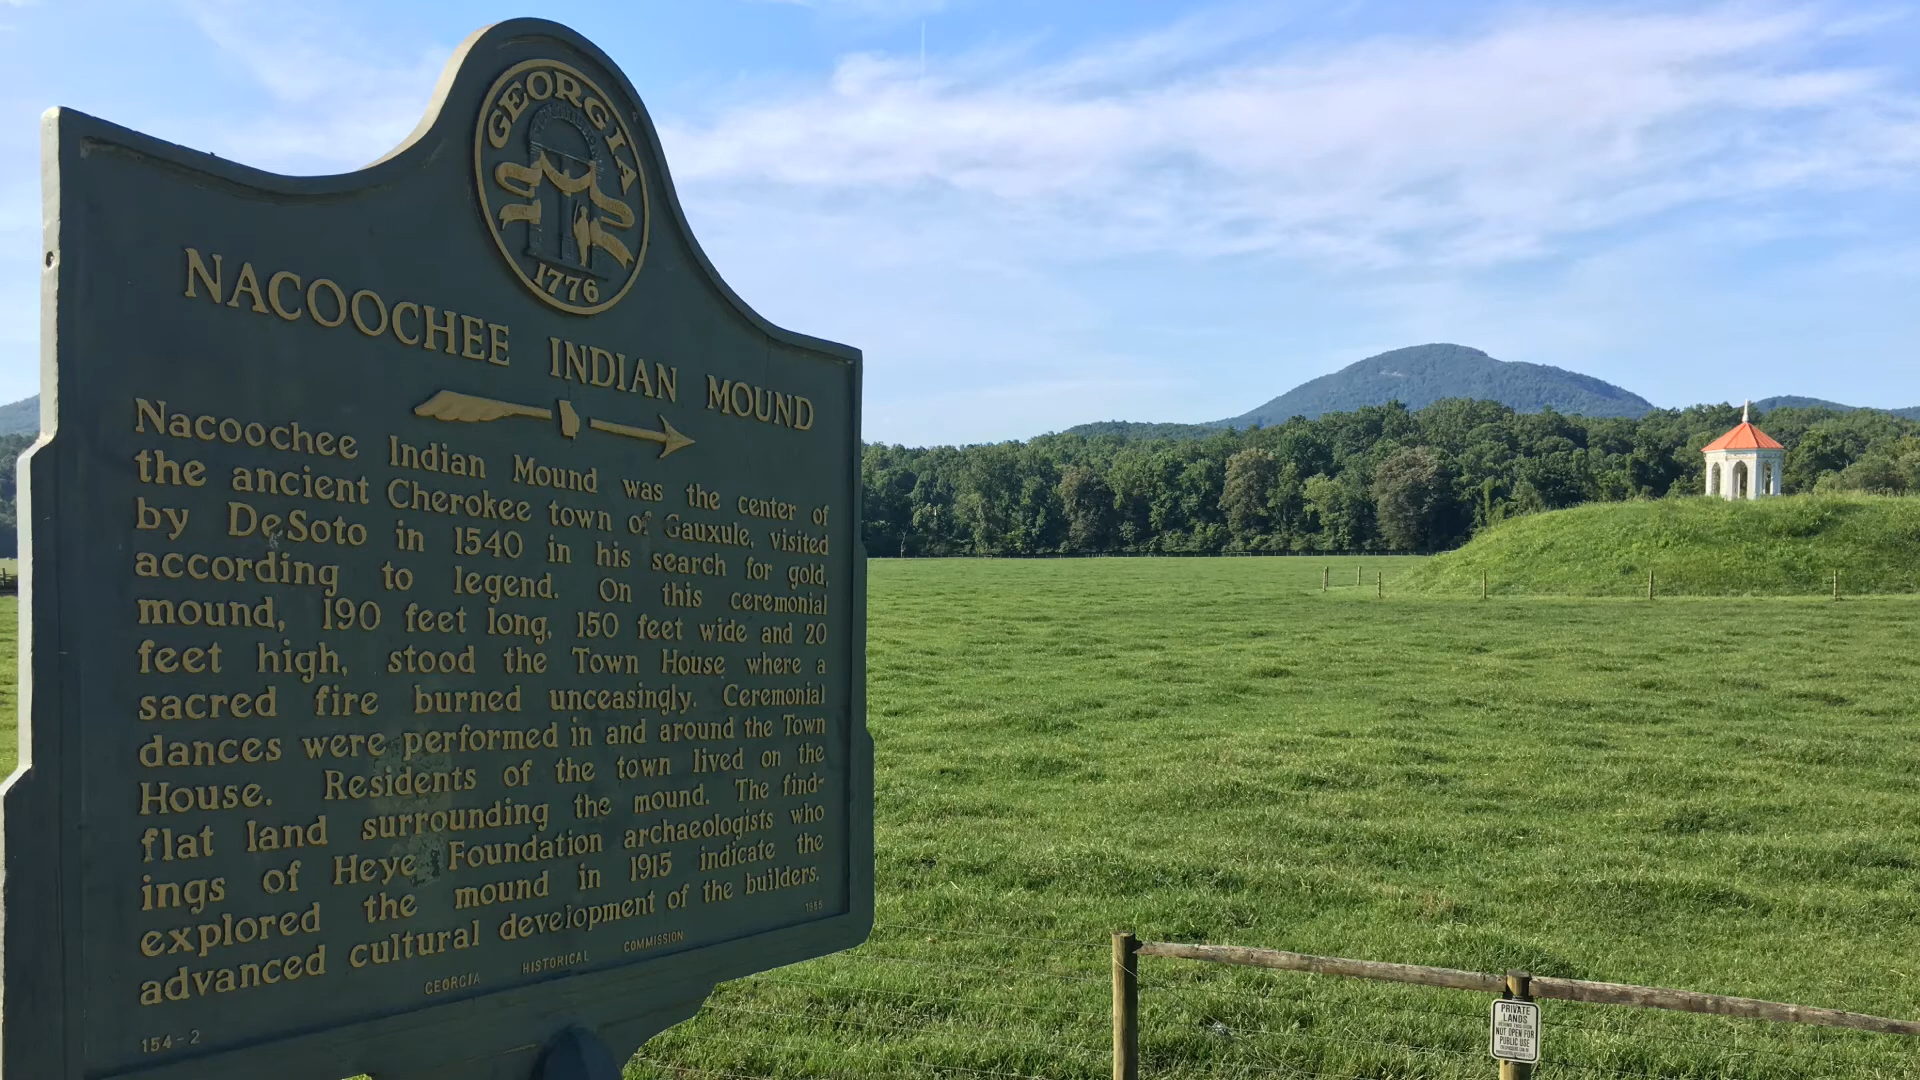 GEORGIA
1776
NACOOCHEE INDIAN MOUND
Nacoochee Indian Mound was the center of
the ancient Cherokee town of Gauxule, visited
by DeSoto in 1540 in his search for gold,
according to legend. On this ceremonial
mound, 190 feet long, 150 feet wide and 20
feet high, stood the Town House where a
sacred fire burned unceasingly. Ceremonial
dances were performed in and around the Town
House. Residents of the town lived on the
flat land surrounding the mound. The find-
ings of Heye Foundation archaeologists who
explored the mound in 1915 indicate the
advanced cultural development of the builders.
GEORGIA HISTORICAL COMMISSION
154-2
PRIVATE
LANDS
NOT OPEN FOR
PUBLIC USE